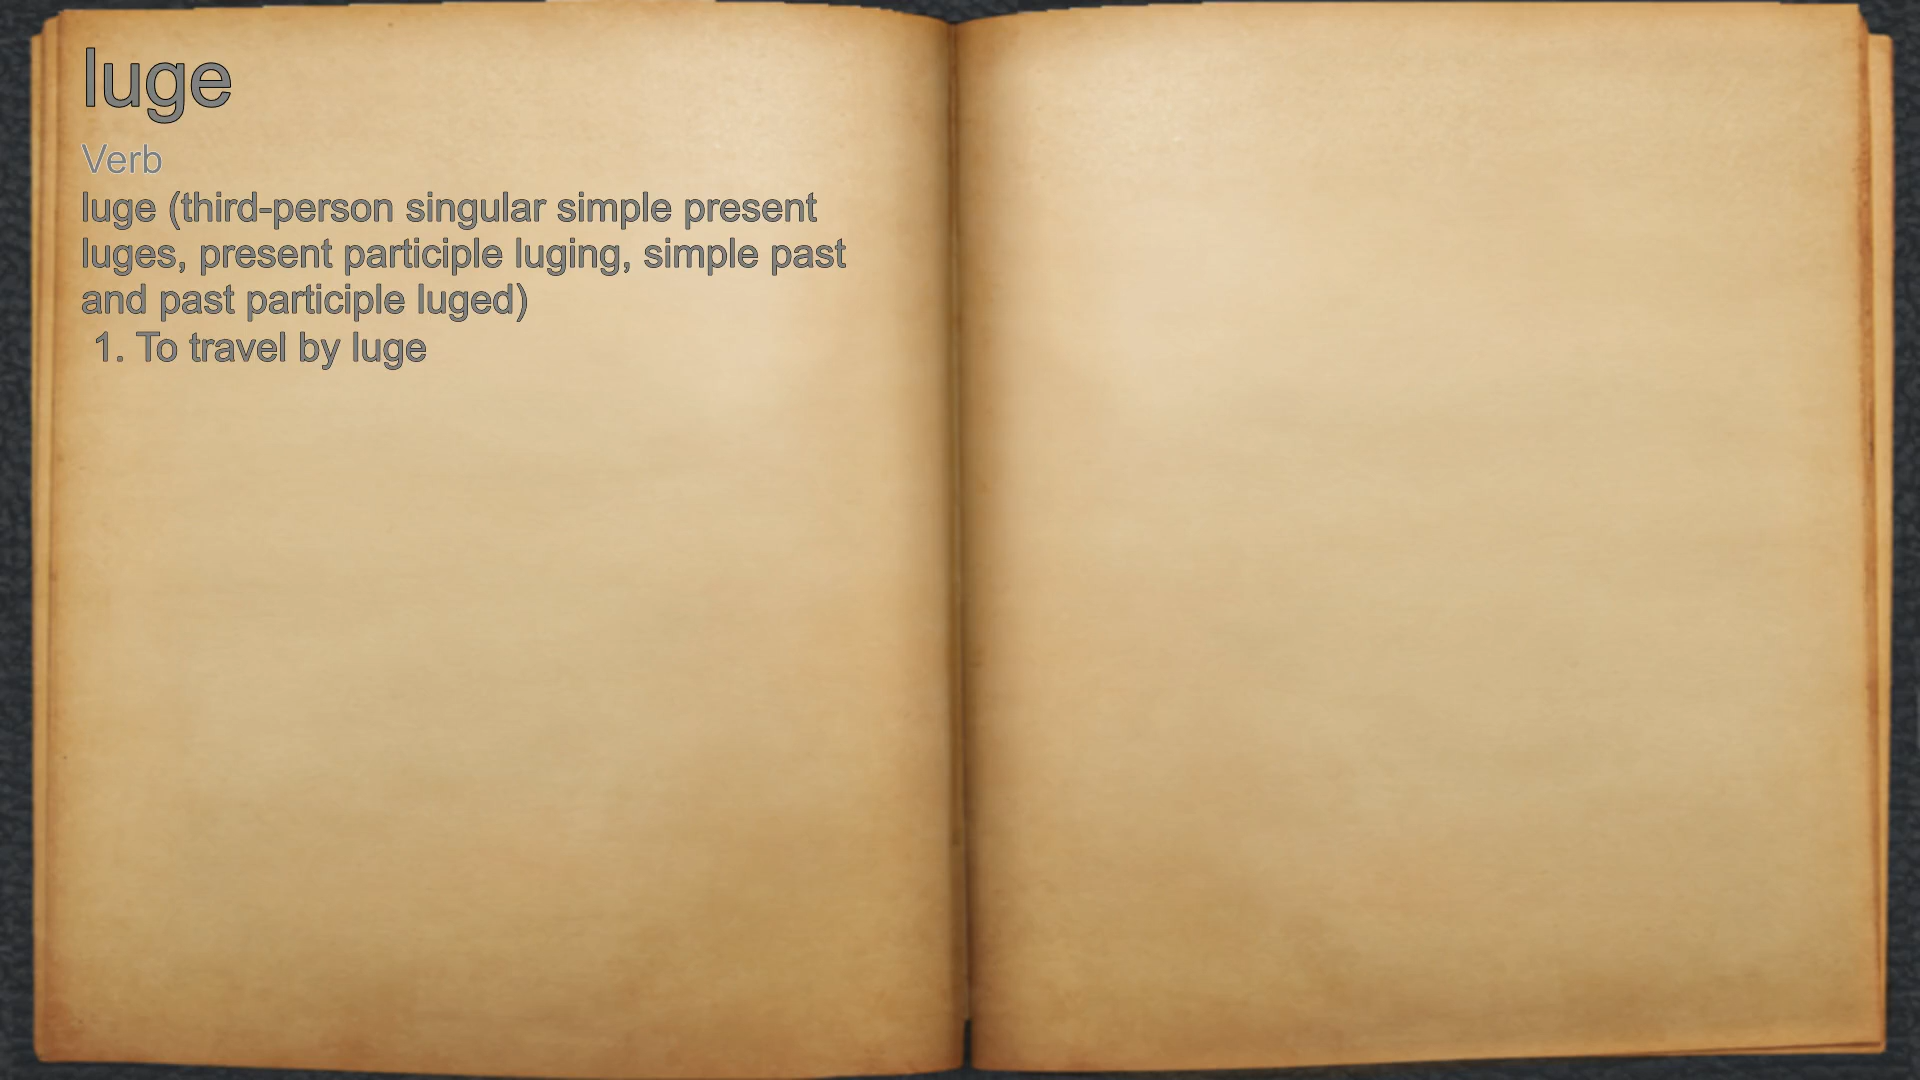 luge
Verb
luge (third-person singular simple present
luges, present participle luging, simple past
and past participle luged)
1. To travel by luge